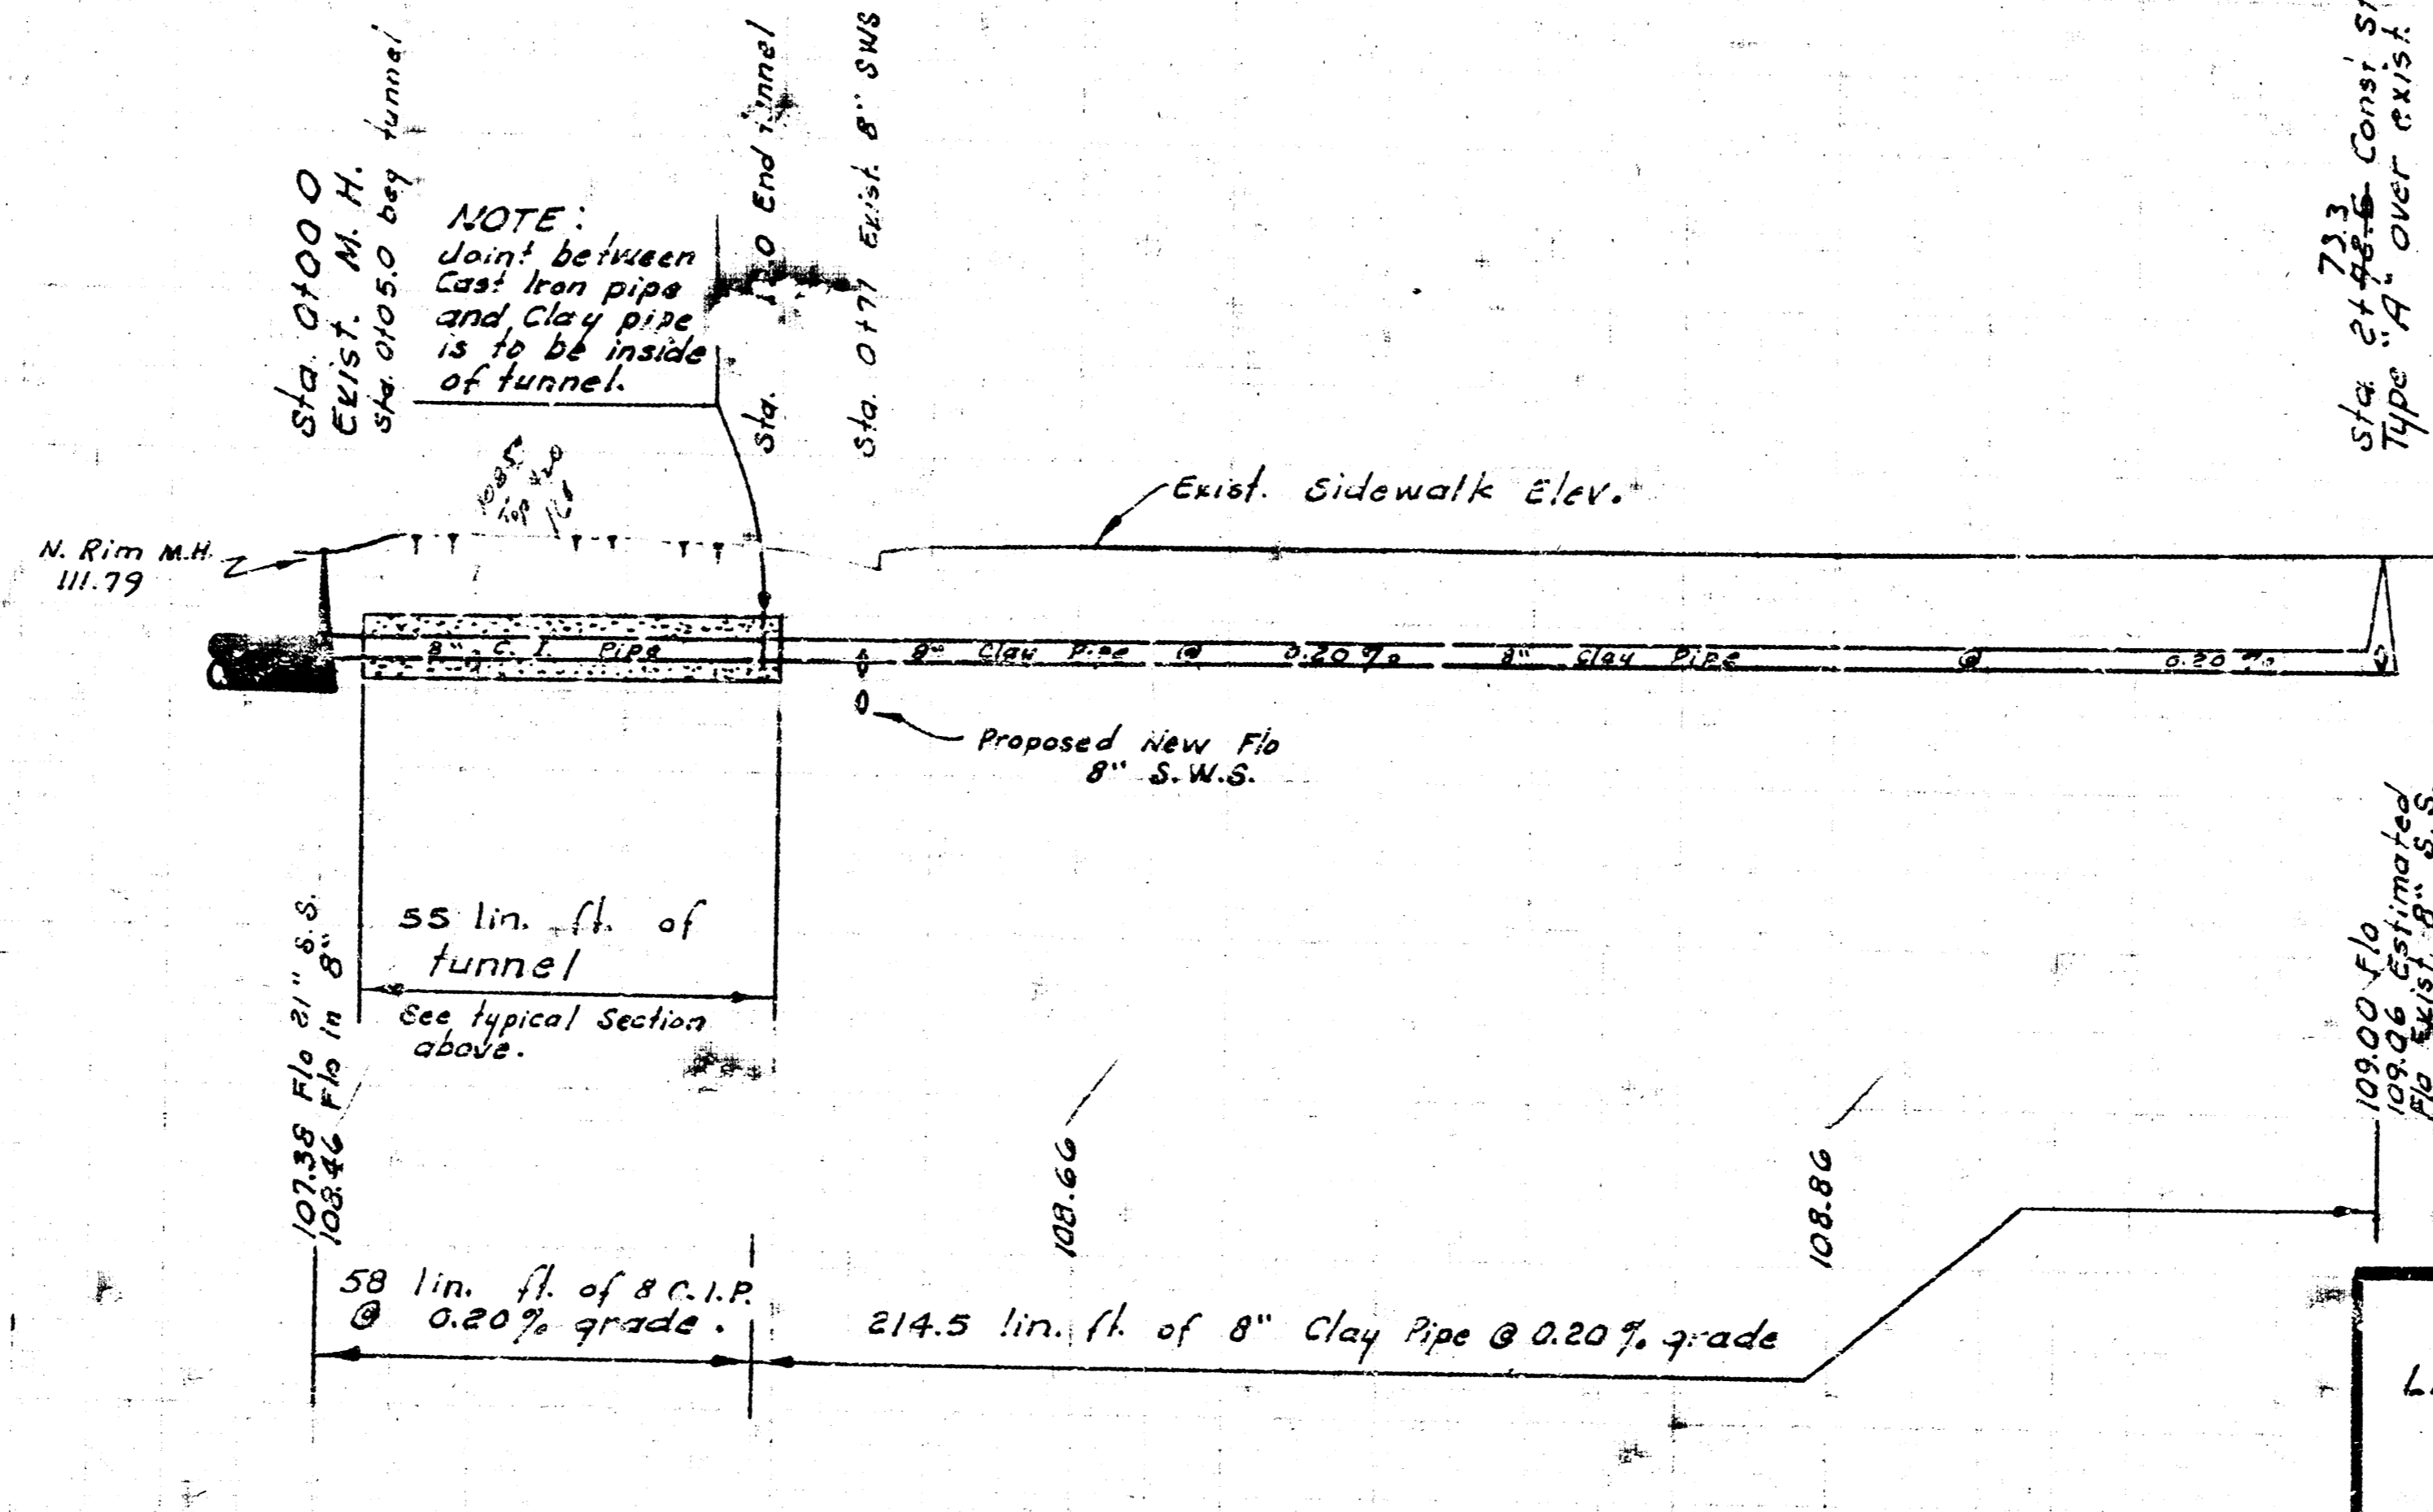 Sta. 0+00 0
Exist. M. H.
Sta. 0+05.0 beg tunnel
NOTE:
Joint between
Cast Iron pipe
and Clay pipe
is to be inside
of tunnel.
Sta. End
Sta. 0+77 Exist. 8" SWS
73.3
Sta 2+ Const
Type "A" over exist.
Exist. Sidewalk Elev.
N. Rim M.H.
111.79
8" C. I. Pipe
8" Clay Pipe @ 0.20 % 8" Clay Pipe @ 0.20 %
Proposed New Flo
8" S.W.S.
55 lin. ft. of
tunnel
See typical Section
above.
107.38 Flo 21" S.S.
108.46 Flo in 8"
108.66
108.86
109.00 Flo
109.06 Estimated
Flo Exist. 8" S.S.
58 lin. ft. of 8 C.I.P.
@ 0.20% grade.
214.5 lin. ft. of 8" Clay Pipe @ 0.20 % grade